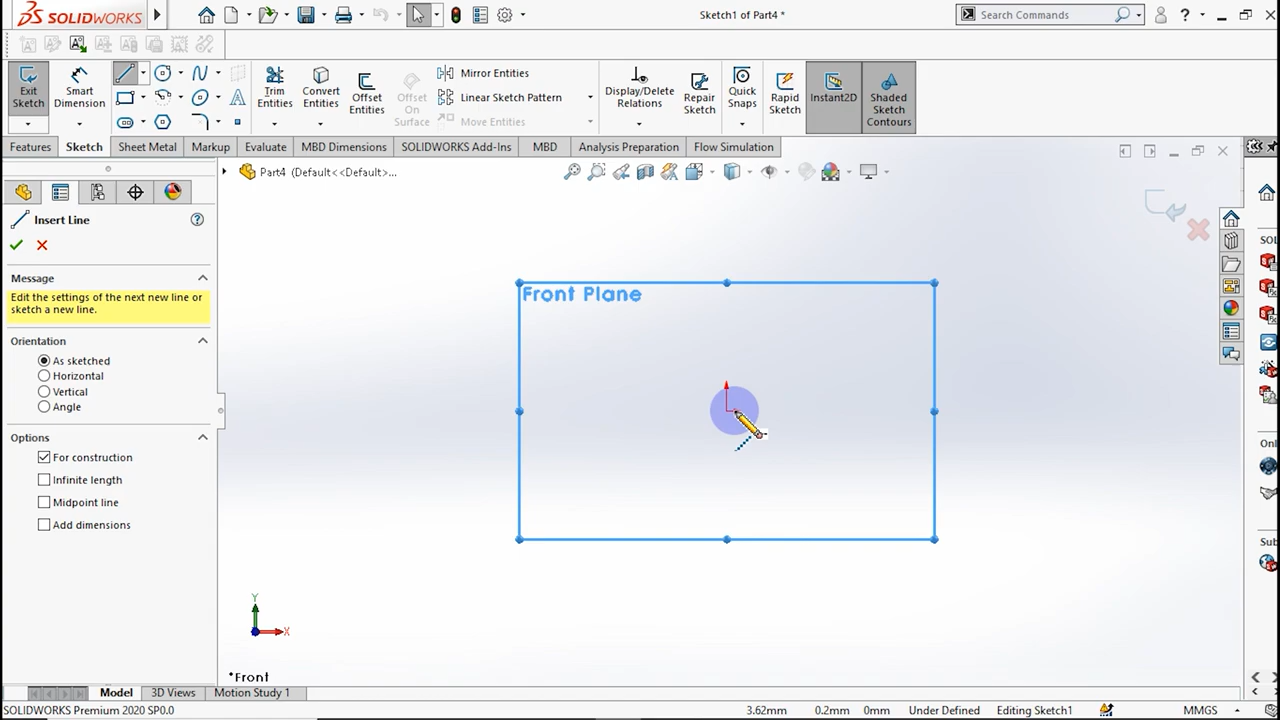 SOLIDWORKS
Sketch1 of Part4 *
Search Commands
?
Exit Sketch
Smart Dimension
Trim Entities
Convert Entities
Offset Entities
Offset On Surface
Mirror Entities
Linear Sketch Pattern
Move Entities
Display/Delete Relations
Repair Sketch
Quick Snaps
Rapid Sketch
Instant2D
Shaded Sketch Contours
Features
Sketch
Sheet Metal
Markup
Evaluate
MBD Dimensions
SOLIDWORKS Add-Ins
MBD
Analysis Preparation
Flow Simulation
Part4 (Default<<Default>...
Insert Line
?
Message
Edit the settings of the next new line or
sketch a new line.
Orientation
As sketched
Horizontal
Vertical
Angle
Options
For construction
Infinite length
Midpoint line
Add dimensions
Front Plane
Y
X
*Front
SOL
Onl
Sub
Model
3D Views
Motion Study 1
SOLIDWORKS Premium 2020 SP0.0
3.62mm
0.2mm
0mm
Under Defined
Editing Sketch1
MMGS